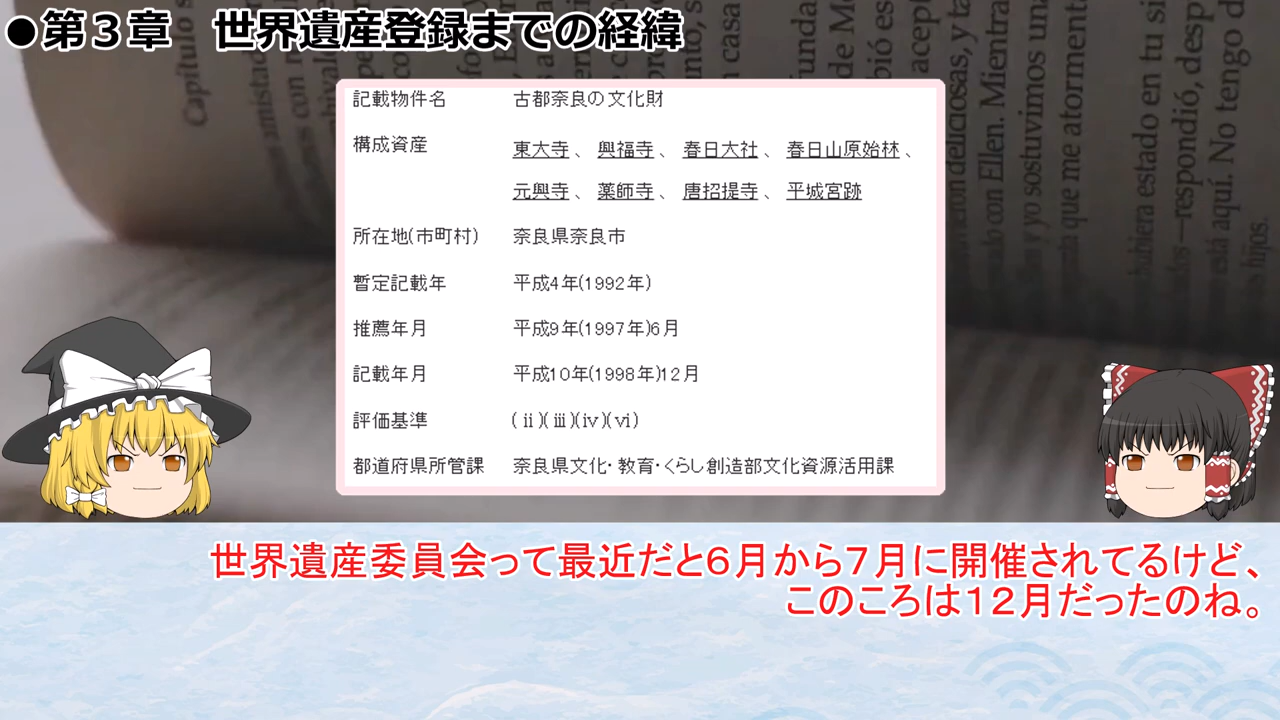 ●第３章　世界遺産登録までの経緯
記載物件名 古都奈良の文化財
構成資産 東大寺、興福寺、春日大社、春日山原始林、
元興寺、薬師寺、唐招提寺、平城宮跡
所在地(市町村) 奈良県奈良市
暫定記載年 平成4年(1992年)
推薦年月 平成9年(1997年)6月
記載年月 平成10年(1998年)12月
評価基準 (ⅱ)(ⅲ)(ⅳ)(ⅵ)
都道府県所管課 奈良県文化・教育・くらし創造部文化資源活用課
世界遺産委員会って最近だと６月から７月に開催されてるけど、
このころは１２月だったのね。